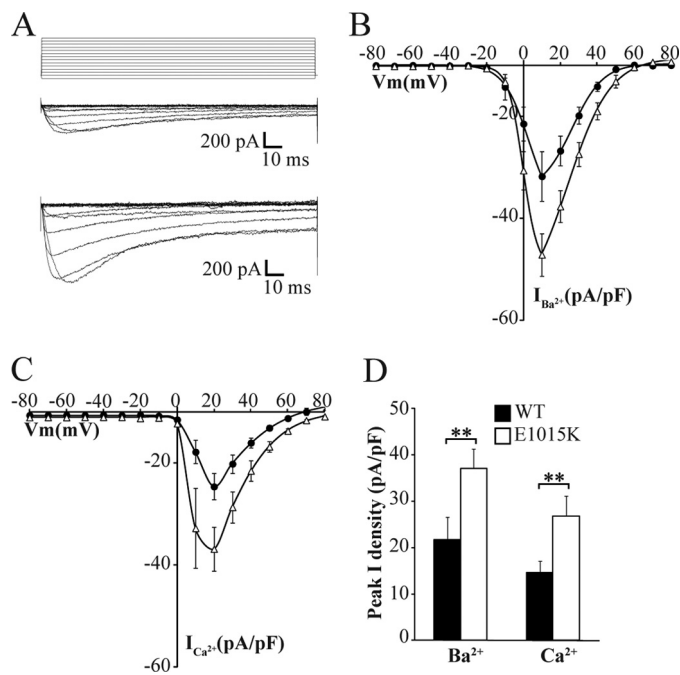 A
200 pA
10 ms
200 pA
10 ms
B
-80 -60 -40 -20 0 20 40 60 80
Vm(mV)
-20
-40
-60
I Ba²⁺ (pA/pF)
C
-80 -60 -40 -20 0 20 40 60 80
Vm(mV)
-20
-40
-60
I Ca²⁺ (pA/pF)
D
WT
E1015K
Peak I density (pA/pF)
50
40
30
20
10
0
**
**
Ba²⁺ Ca²⁺